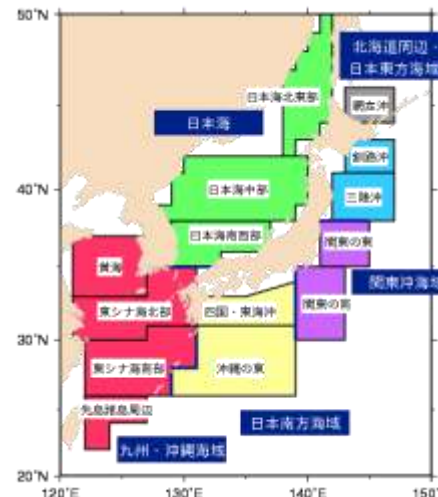 50°N
北海道周辺・
日本東方海域
日本海北東部
網走沖
日本海
釧路沖
40°N
日本海中部
三陸沖
日本海南西部
関東の東
黄海
関東沖海域
東シナ海北部
四国・東海沖
関東の南
30°N
東シナ海南部
沖縄の東
先島諸島周辺
日本南方海域
九州・沖縄海域
20°N
120°E
130°E
140°E
150°